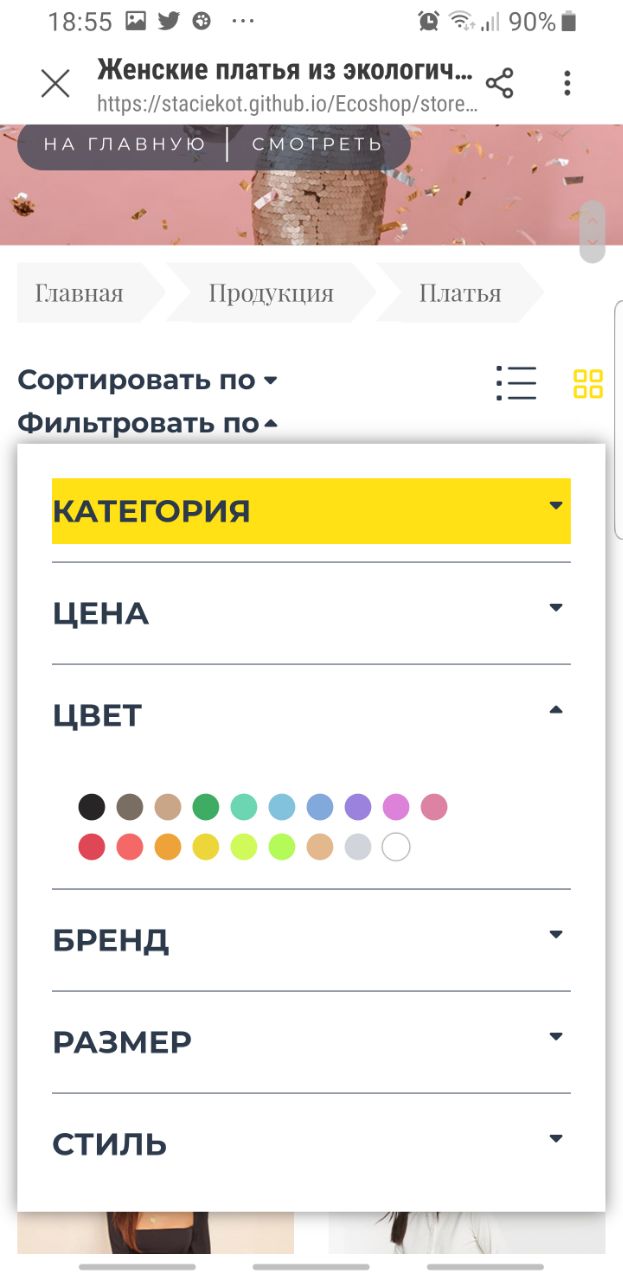 18:55 90%
Женские платья из экологич...
https://staciekot.github.io/Ecoshop/store...
НА ГЛАВНУЮ | СМОТРЕТЬ
Главная Продукция Платья
Сортировать по
Фильтровать по
КАТЕГОРИЯ
ЦЕНА
ЦВЕТ
БРЕНД
РАЗМЕР
СТИЛЬ